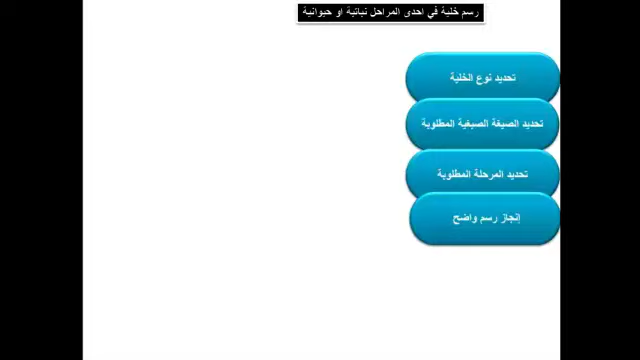 رسم خلية في احدى المراحل نباتية او حيوانية
تحديد نوع الخلية
تحديد الصيغة الصبغية المطلوبة
تحديد المرحلة المطلوبة
إنجاز رسم واضح